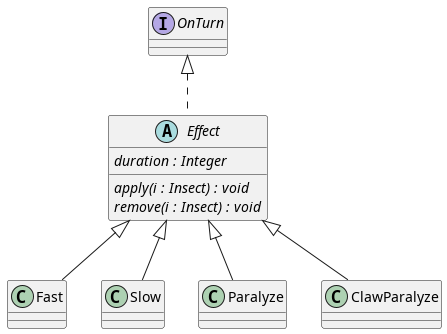 I OnTurn
A Effect
duration : Integer
apply(i : Insect) : void
remove(i : Insect) : void
C Fast
C Slow
C Paralyze
C ClawParalyze